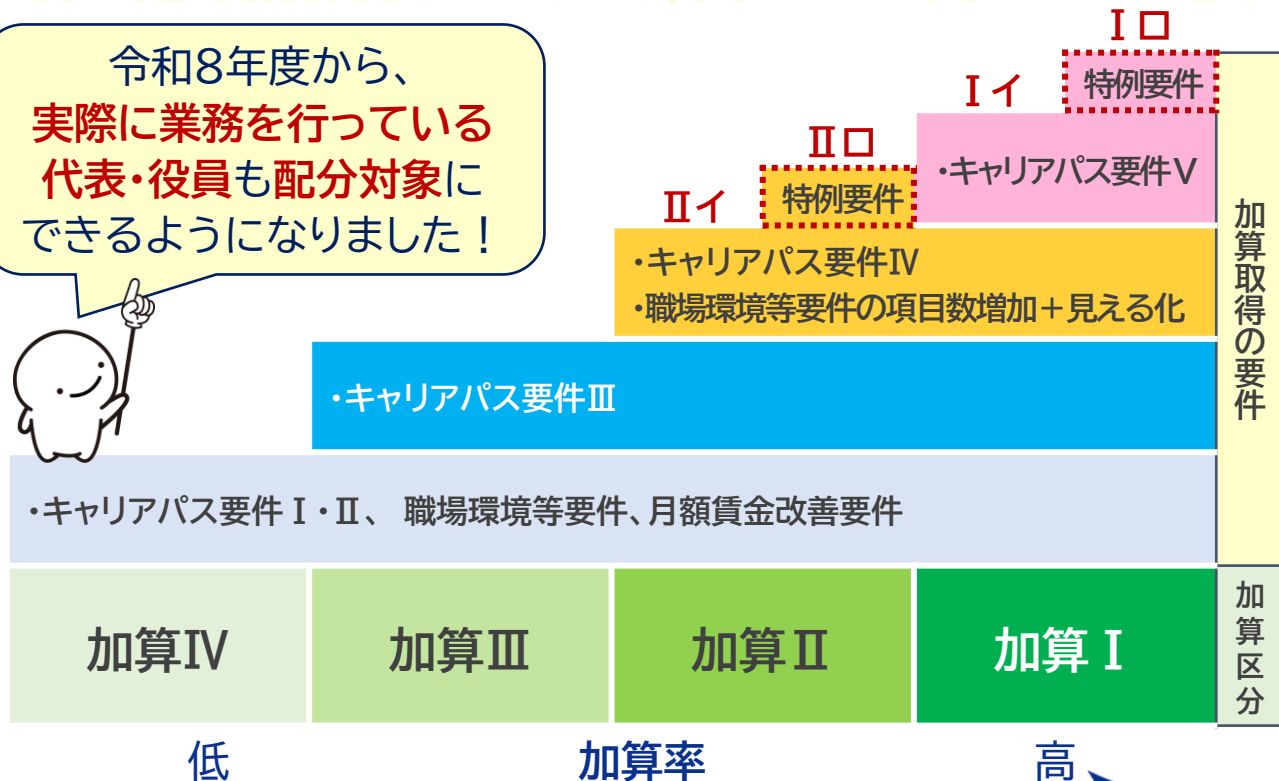 令和8年度から、
実際に業務を行っている
代表・役員も配分対象に
できるようになりました!
Ⅰロ
特例要件
Ⅰイ
・キャリアパス要件Ⅴ
Ⅱロ
特例要件
Ⅱイ
・キャリアパス要件Ⅳ
・職場環境等要件の項目数増加+見える化
・キャリアパス要件Ⅲ
・キャリアパス要件Ⅰ・Ⅱ、 職場環境等要件、月額賃金改善要件
加算取得の要件
加算Ⅳ
加算Ⅲ
加算Ⅱ
加算Ⅰ
加算区分
低
加算率
高